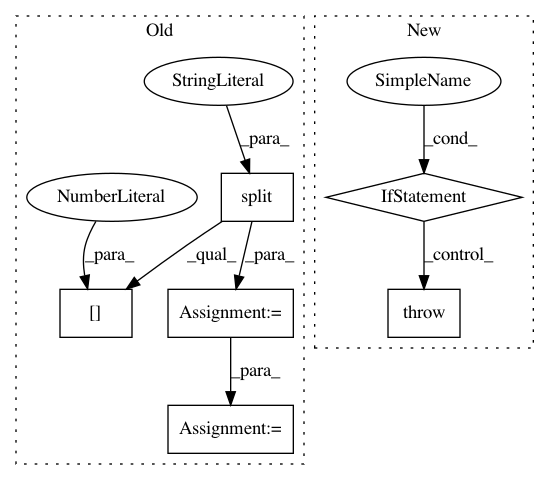 Old
New
StringLiteral
SimpleName
_para_
_cond_
NumberLiteral
split
IfStatement
_para_
_qual_
_para_
_control_
[]
Assignment:=
throw
_para_
Assignment:=